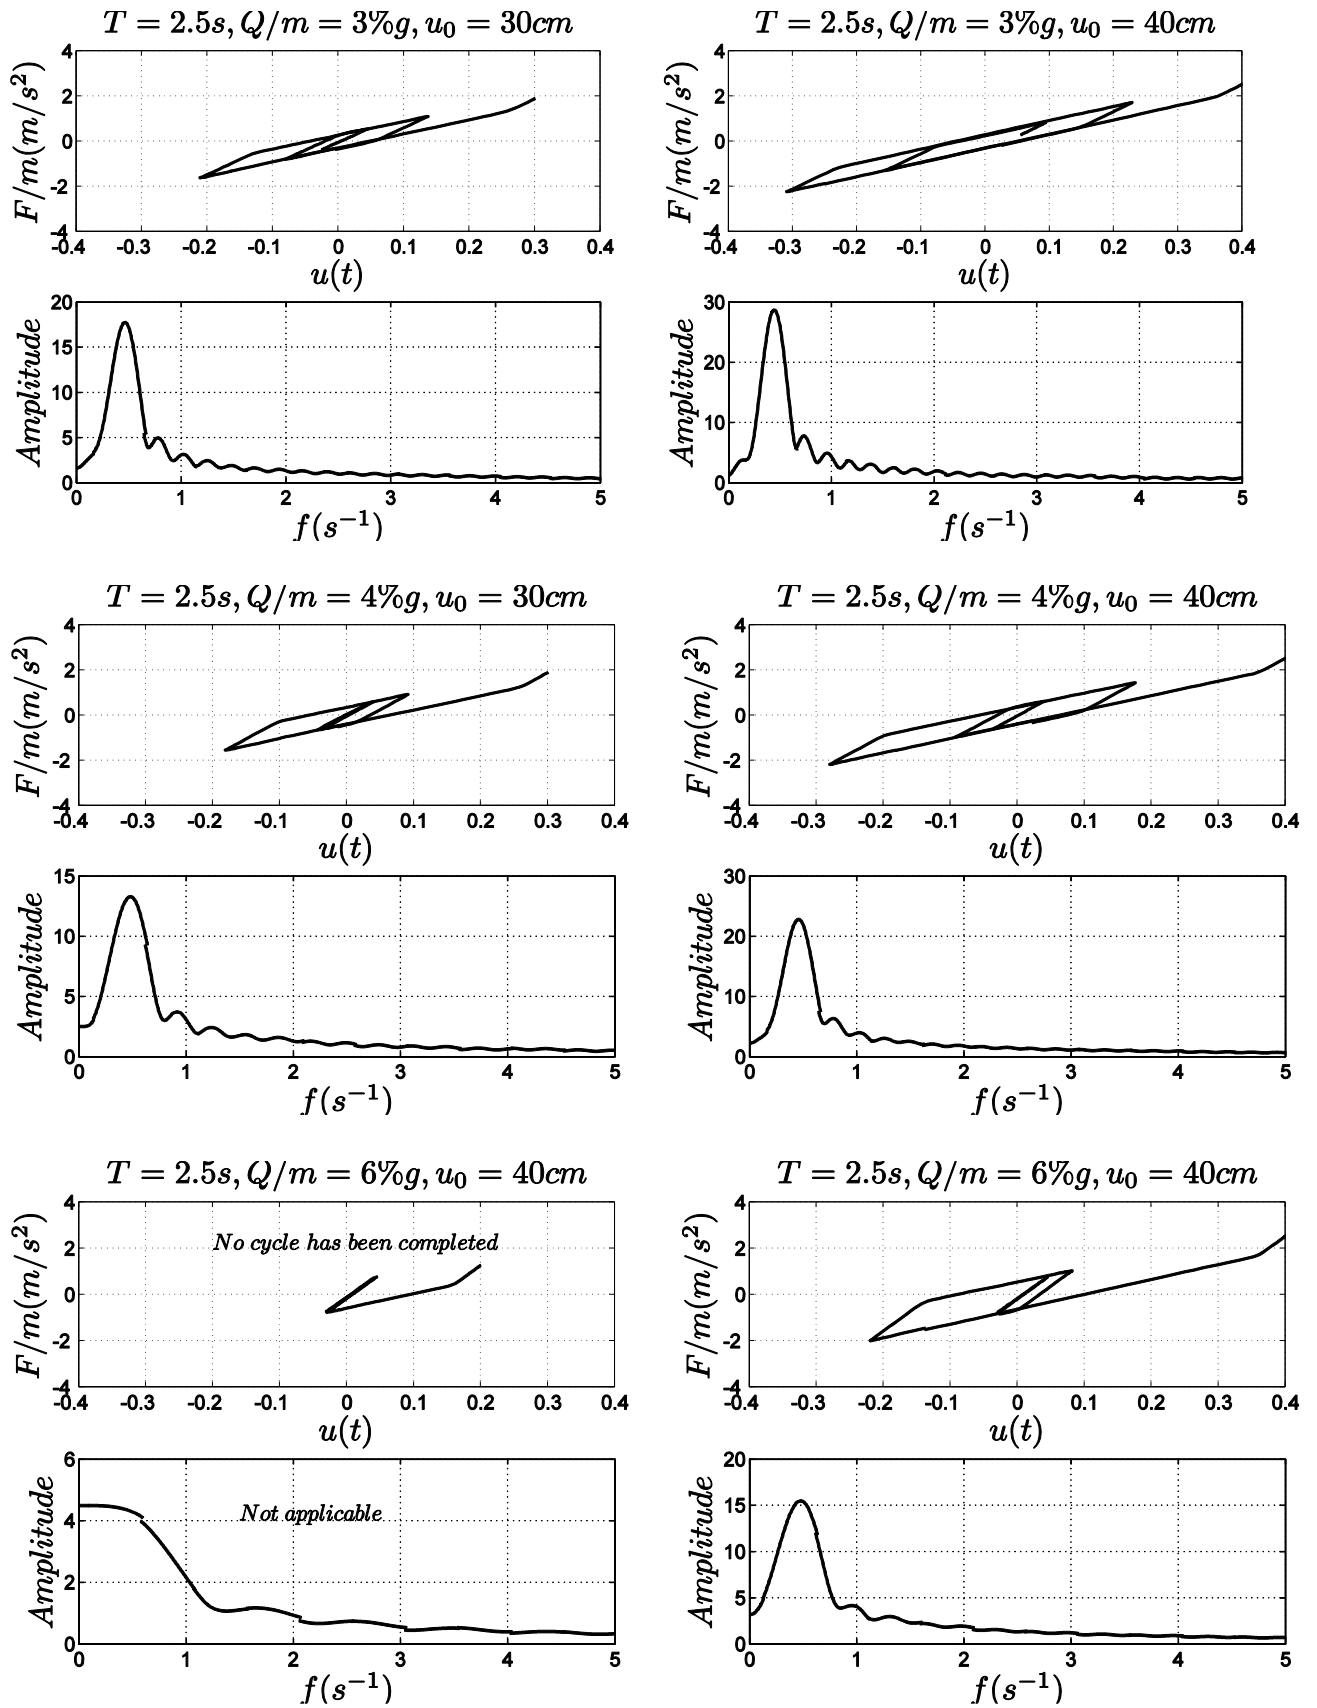 T = 2.5s, Q/m = 3%g, u₀ = 30cm
F/m(m/s²)
4
2
0
-2
-4
-0.4 -0.3 -0.2 -0.1 0 0.1 0.2 0.3 0.4
u(t)
Amplitude
20
15
10
5
0
0 1 2 3 4 5
f(s⁻¹)
T = 2.5s, Q/m = 3%g, u₀ = 40cm
F/m(m/s²)
4
2
0
-2
-4
-0.4 -0.3 -0.2 -0.1 0 0.1 0.2 0.3 0.4
u(t)
Amplitude
30
20
10
0
0 1 2 3 4 5
f(s⁻¹)
T = 2.5s, Q/m = 4%g, u₀ = 30cm
F/m(m/s²)
4
2
0
-2
-4
-0.4 -0.3 -0.2 -0.1 0 0.1 0.2 0.3 0.4
u(t)
Amplitude
15
10
5
0
0 1 2 3 4 5
f(s⁻¹)
T = 2.5s, Q/m = 4%g, u₀ = 40cm
F/m(m/s²)
4
2
0
-2
-4
-0.4 -0.3 -0.2 -0.1 0 0.1 0.2 0.3 0.4
u(t)
Amplitude
30
20
10
0
0 1 2 3 4 5
f(s⁻¹)
T = 2.5s, Q/m = 6%g, u₀ = 40cm
F/m(m/s²)
4
2
0
-2
-4
No cycle has been completed
-0.4 -0.3 -0.2 -0.1 0 0.1 0.2 0.3 0.4
u(t)
Amplitude
6
4
2
0
Not applicable
0 1 2 3 4 5
f(s⁻¹)
T = 2.5s, Q/m = 6%g, u₀ = 40cm
F/m(m/s²)
4
2
0
-2
-4
-0.4 -0.3 -0.2 -0.1 0 0.1 0.2 0.3 0.4
u(t)
Amplitude
20
15
10
5
0
0 1 2 3 4 5
f(s⁻¹)